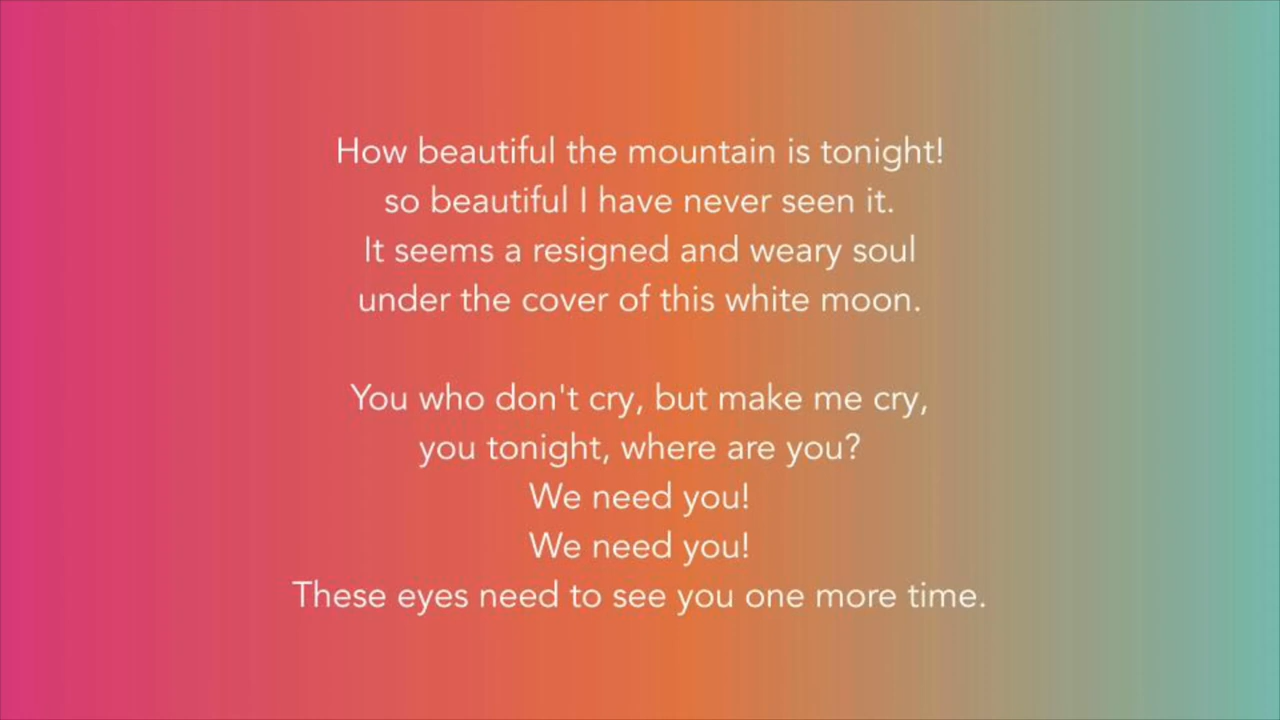 How beautiful the mountain is tonight!
so beautiful I have never seen it.
It seems a resigned and weary soul
under the cover of this white moon.
You who don't cry, but make me cry,
you tonight, where are you?
We need you!
We need you!
These eyes need to see you one more time.